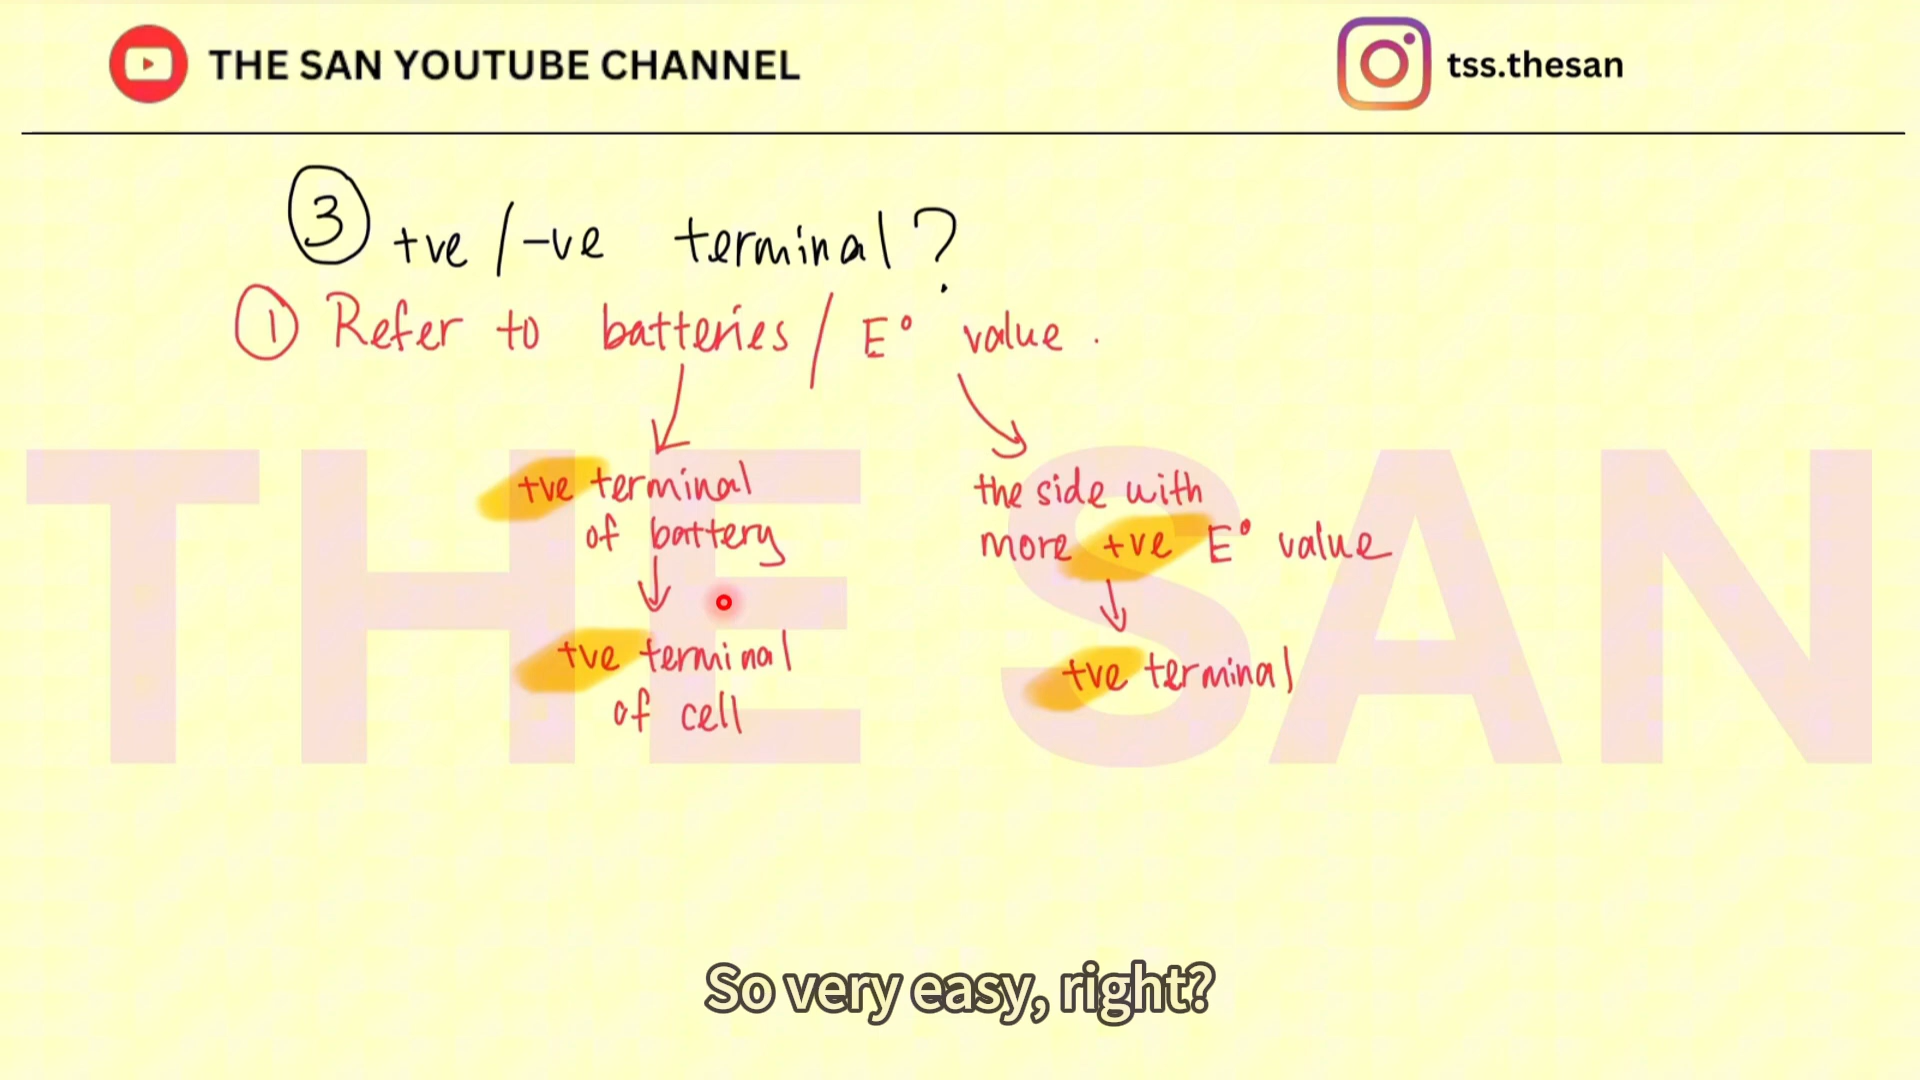 THE SAN YOUTUBE CHANNEL
tss.thesan
③ +ve / -ve terminal?
① Refer to batteries / E° value.
+ve terminal
of battery
+ve terminal
of cell
the side with
more +ve E° value
+ve terminal
THE SAN
So very easy, right?